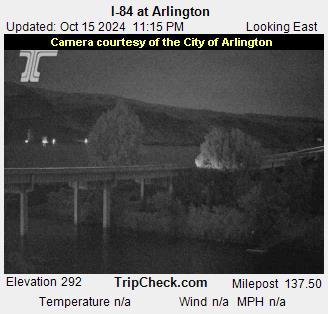 I-84 at Arlington
Updated: Oct 15 2024 11:15 PM Looking East
Camera courtesy of the City of Arlington
Elevation 292 TripCheck.com Milepost 137.50
Temperature n/a Wind n/a MPH n/a